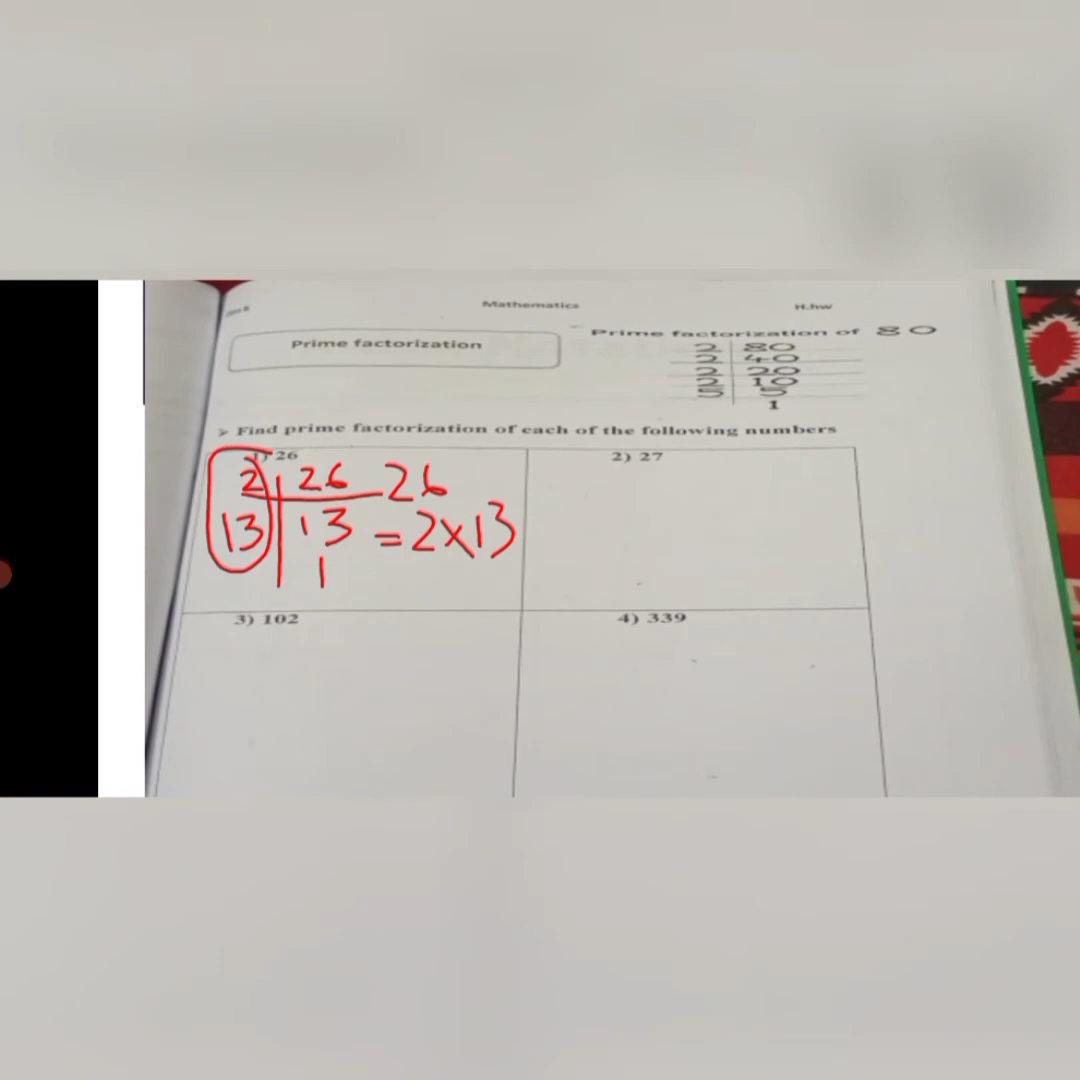 Mathematics
H.hw
Prime factorization
Prime factorization of 80
2 | 80
2 | 40
2 | 20
2 | 10
5 | 5
1
➢ Find prime factorization of each of the following numbers
1) 26
2 | 26 26
13 | 13 = 2x13
1
2) 27
3) 102
4) 339